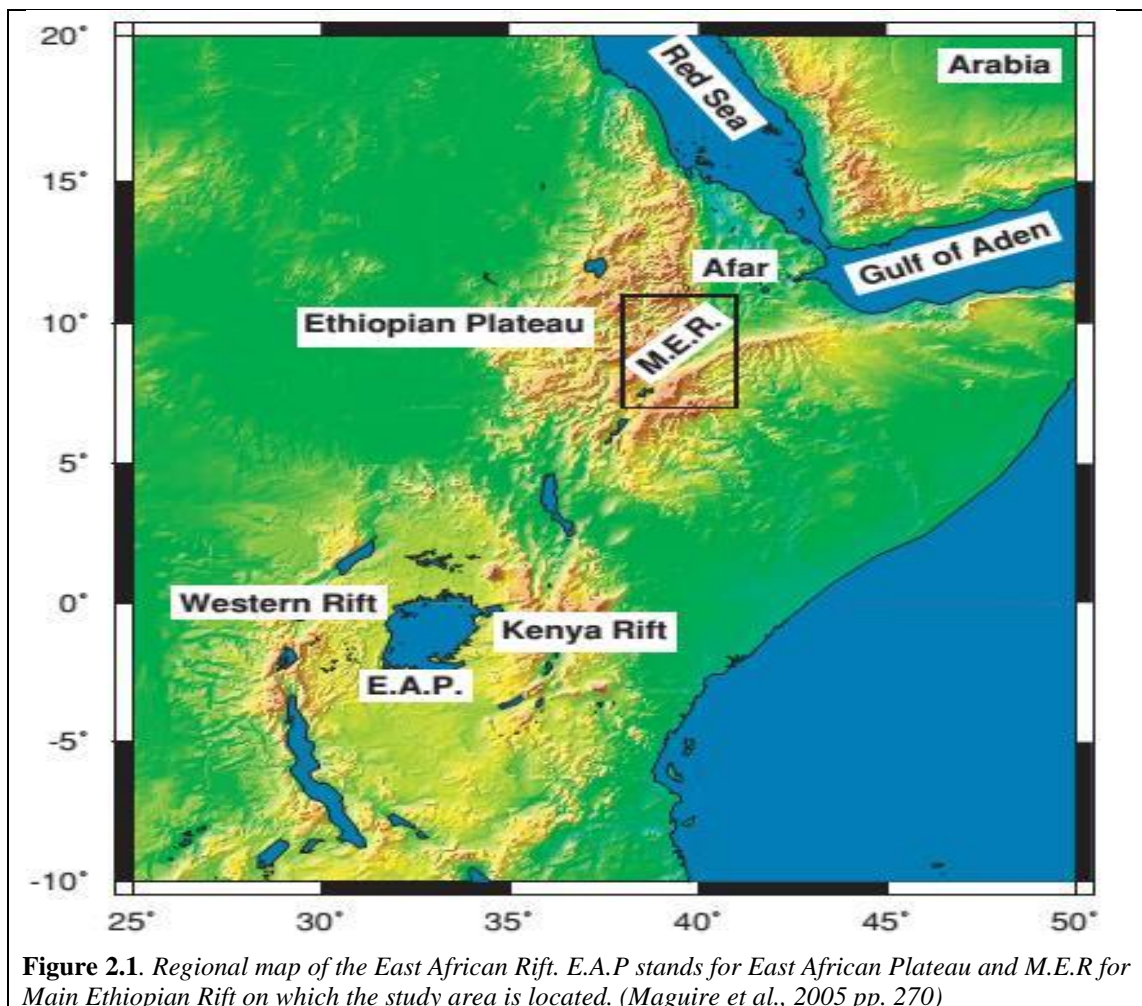 20°
Red Sea
Arabia
15°
Afar
Gulf of Aden
Ethiopian Plateau
10°
M.E.R.
5°
0°
Western Rift
Kenya Rift
E.A.P.
-5°
-10°
25°
30°
35°
40°
45°
50°
Figure 2.1. Regional map of the East African Rift. E.A.P stands for East African Plateau and M.E.R for
Main Ethiopian Rift on which the study area is located. (Maguire et al., 2005 pp. 270)